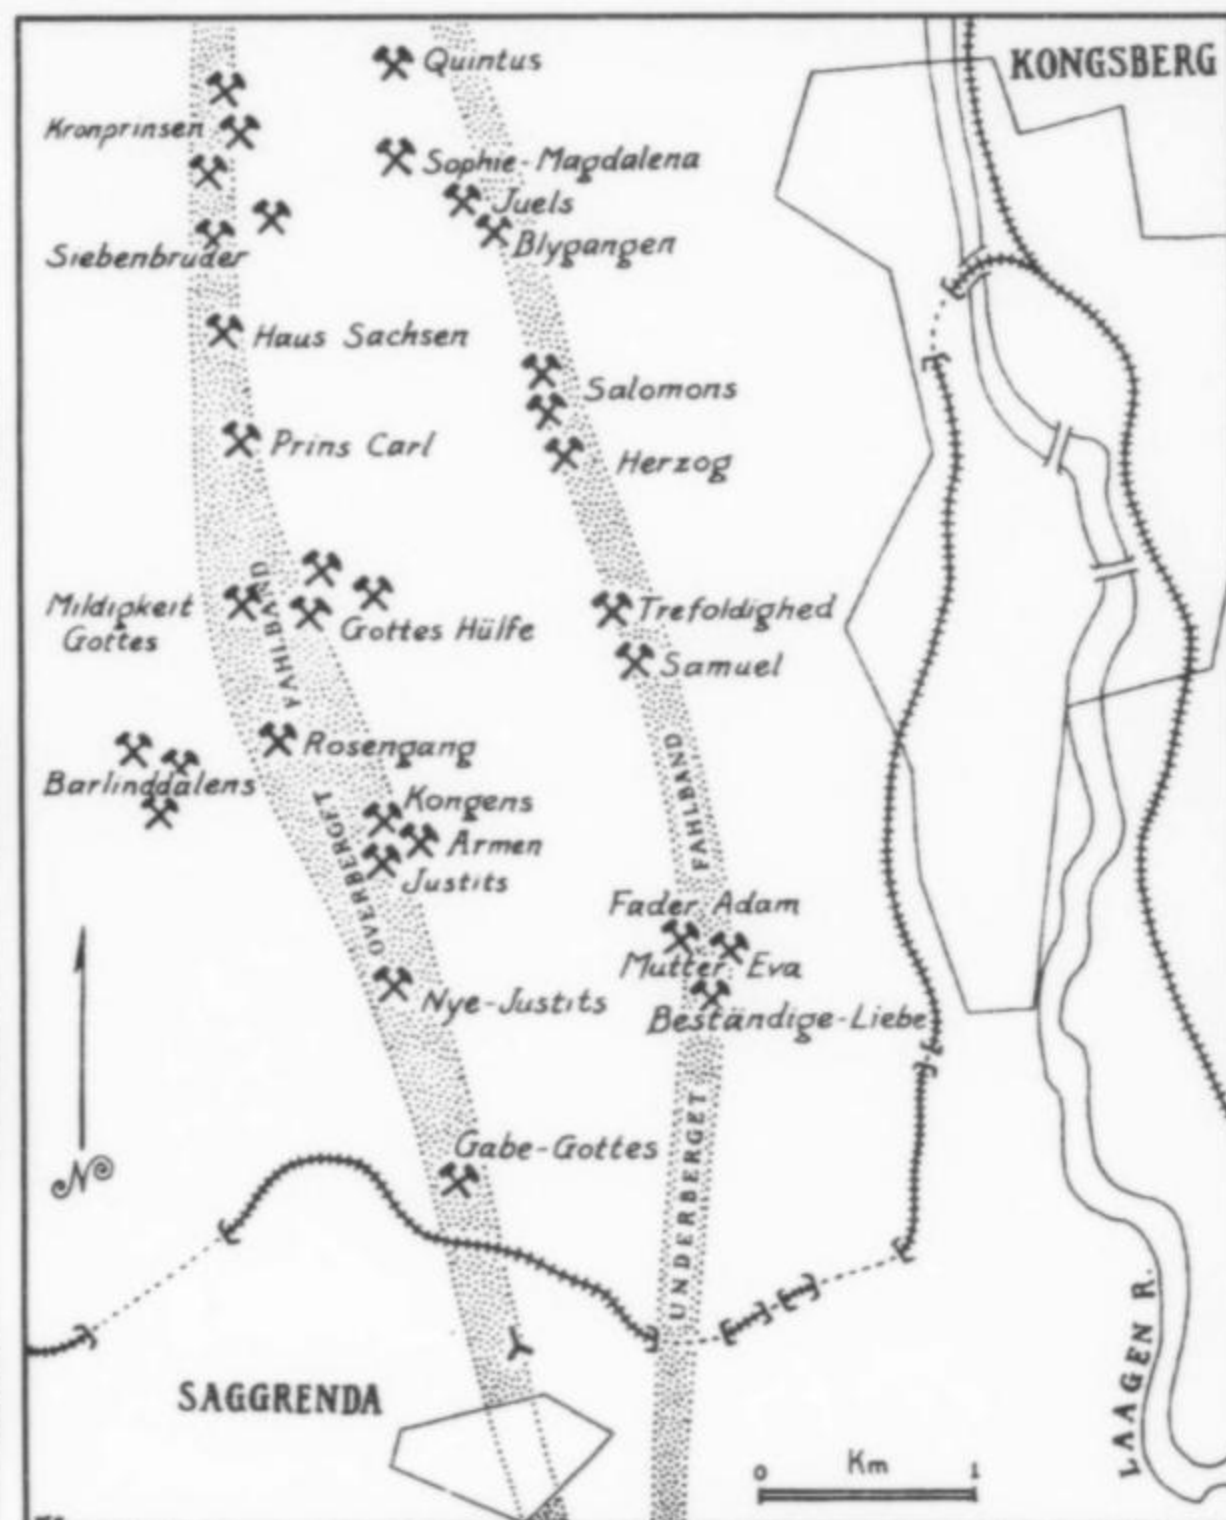 KONGSBERG
Quintus
Kronprinsen
Sophie-Magdalena
Juels
Blygangen
Siebenbruder
Haus Sachsen
Salomons
Prins Carl
Herzog
Mildigkeit
Gottes
Gottes Hülfe
Trefoldighed
Samuel
OVERBERGET FAHLBAND
Rosengang
Barlinddalens
Kongens
Armen
Justits
UNDERBERGET FAHLBAND
Fader Adam
Mutter Eva
Beständige-Liebe
Nye-Justits
N
Gabe-Gottes
SAGGRENDA
LAAGEN R.
Km
0 1